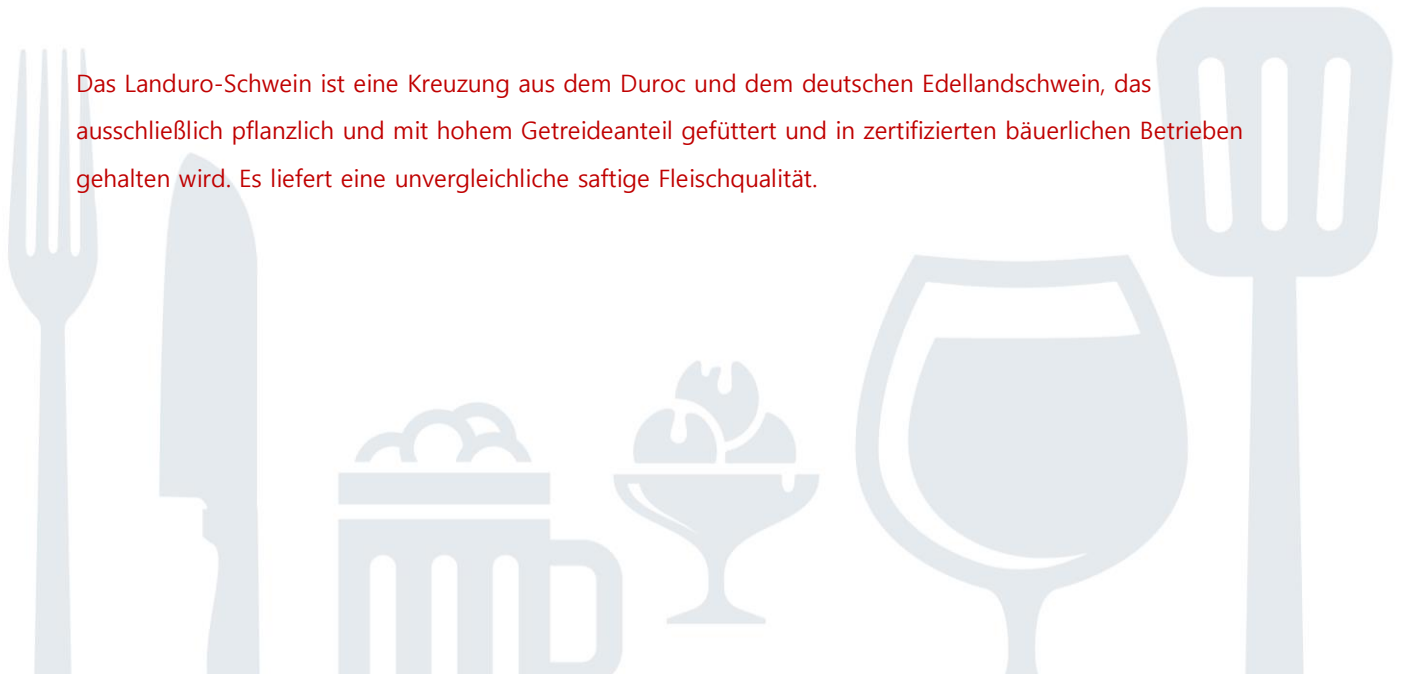 Das Landuro-Schwein ist eine Kreuzung aus dem Duroc und dem deutschen Edellandschwein, das
ausschließlich pflanzlich und mit hohem Getreideanteil gefüttert und in zertifizierten bäuerlichen Betrieben
gehalten wird. Es liefert eine unvergleichliche saftige Fleischqualität.